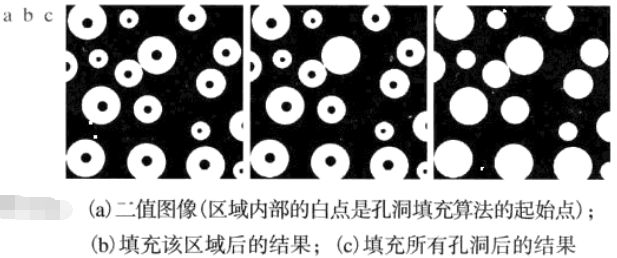 a b c
(a)二值图像(区域内部的白点是孔洞填充算法的起始点);
(b)填充该区域后的结果; (c)填充所有孔洞后的结果